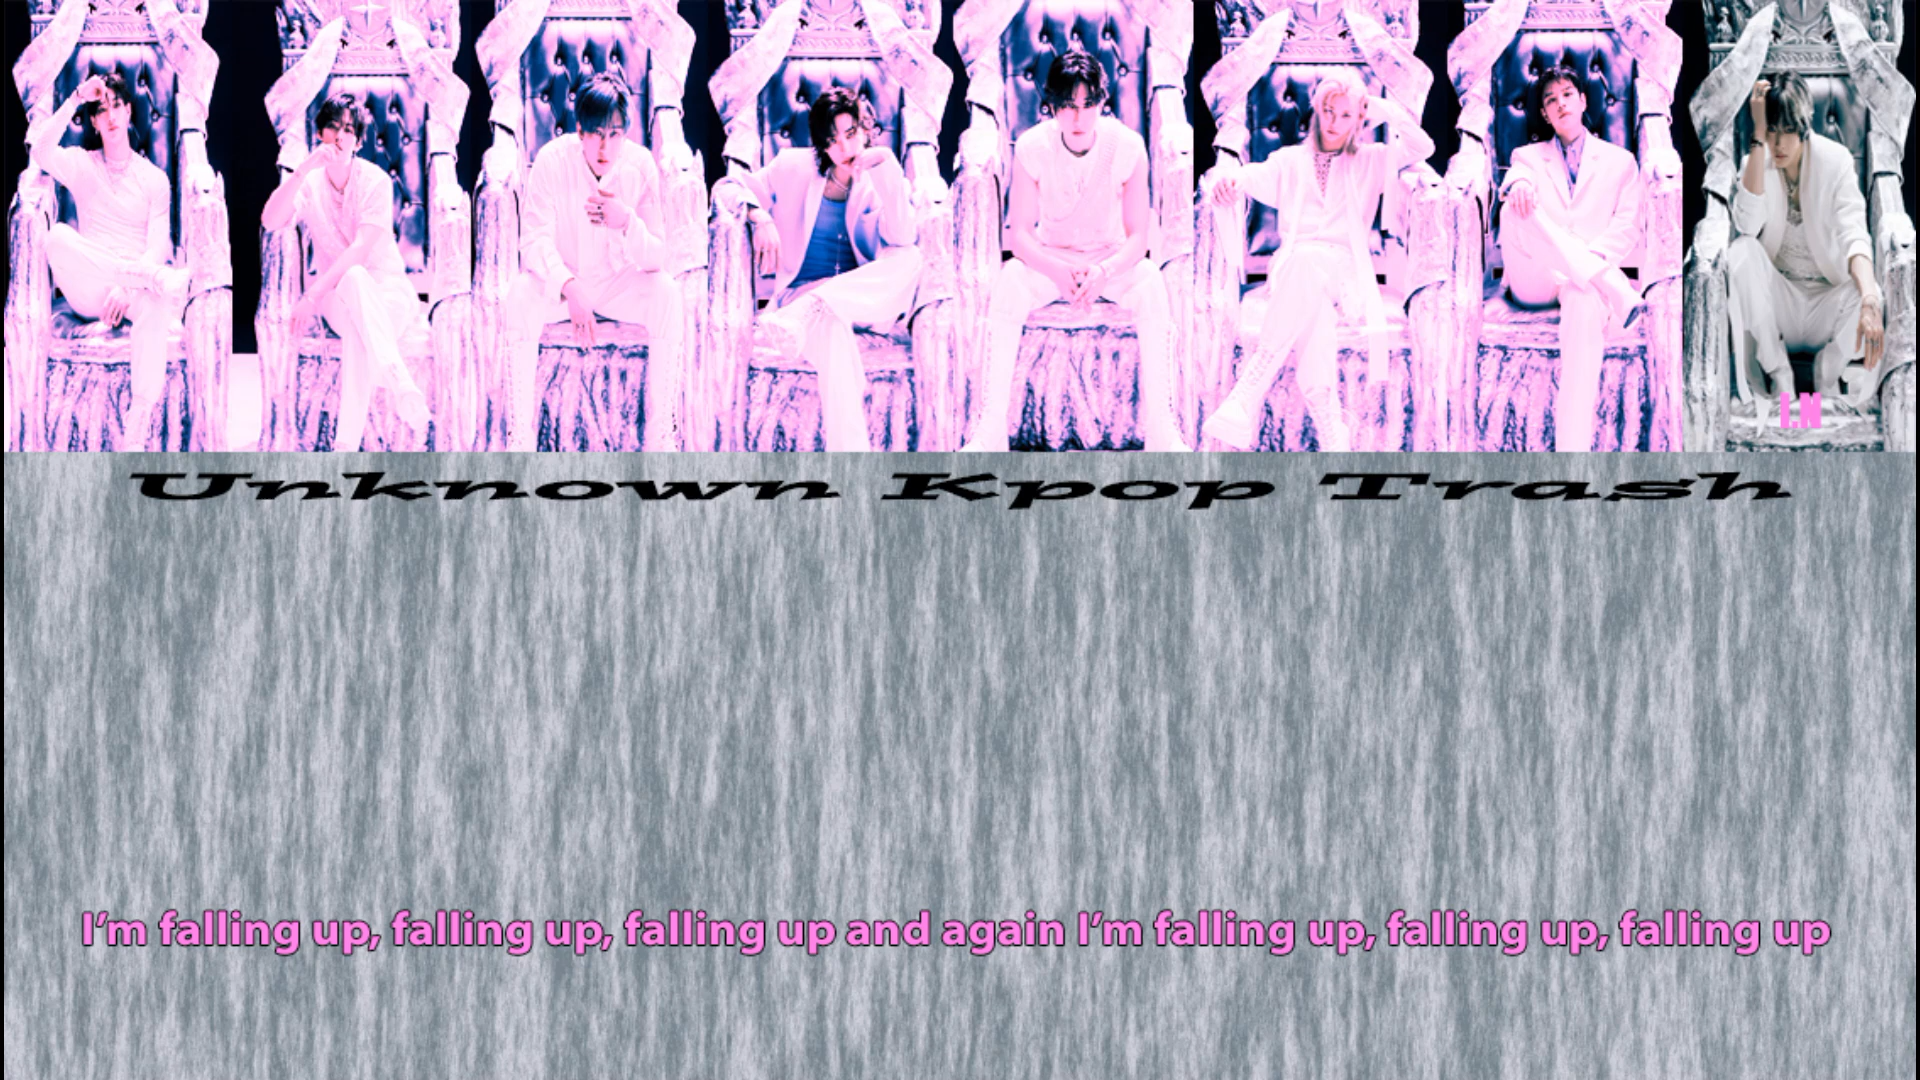 I.N
Unknown Kpop Trash
I'm falling up, falling up, falling up and again I'm falling up, falling up, falling up